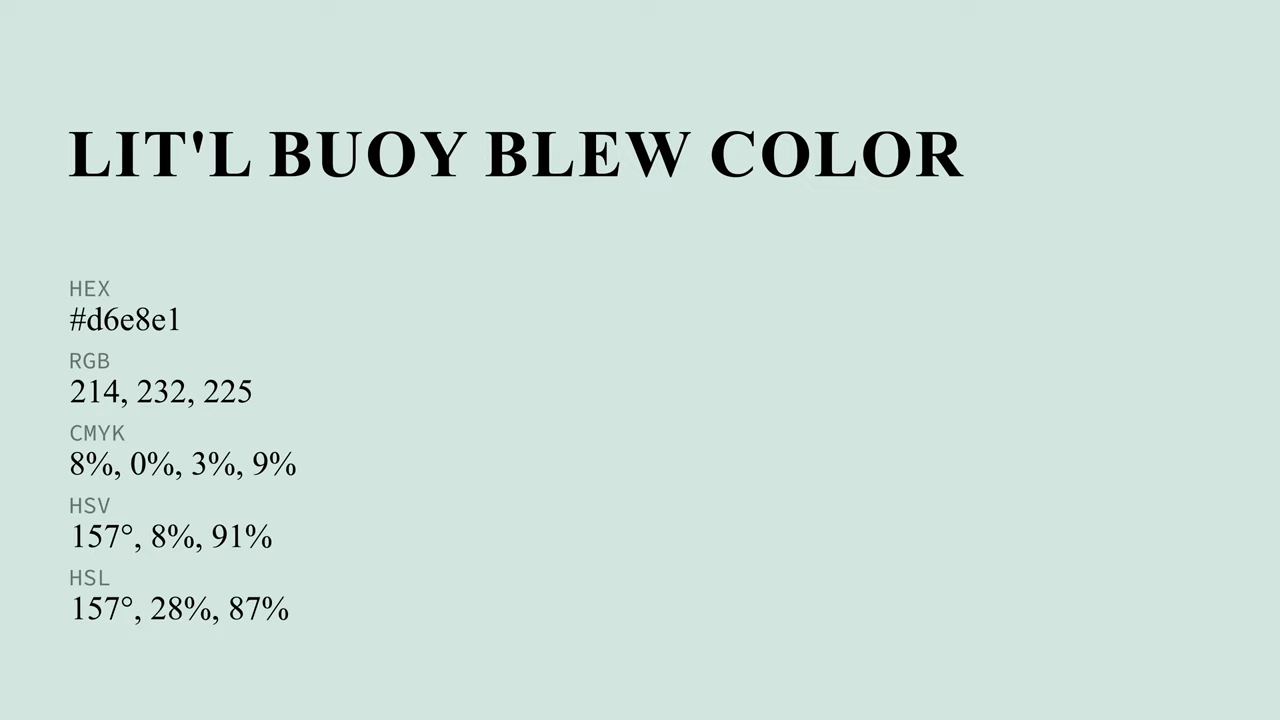 LIT'L BUOY BLEW COLOR
HEX
#d6e8e1
RGB
214, 232, 225
CMYK
8%, 0%, 3%, 9%
HSV
157°, 8%, 91%
HSL
157°, 28%, 87%